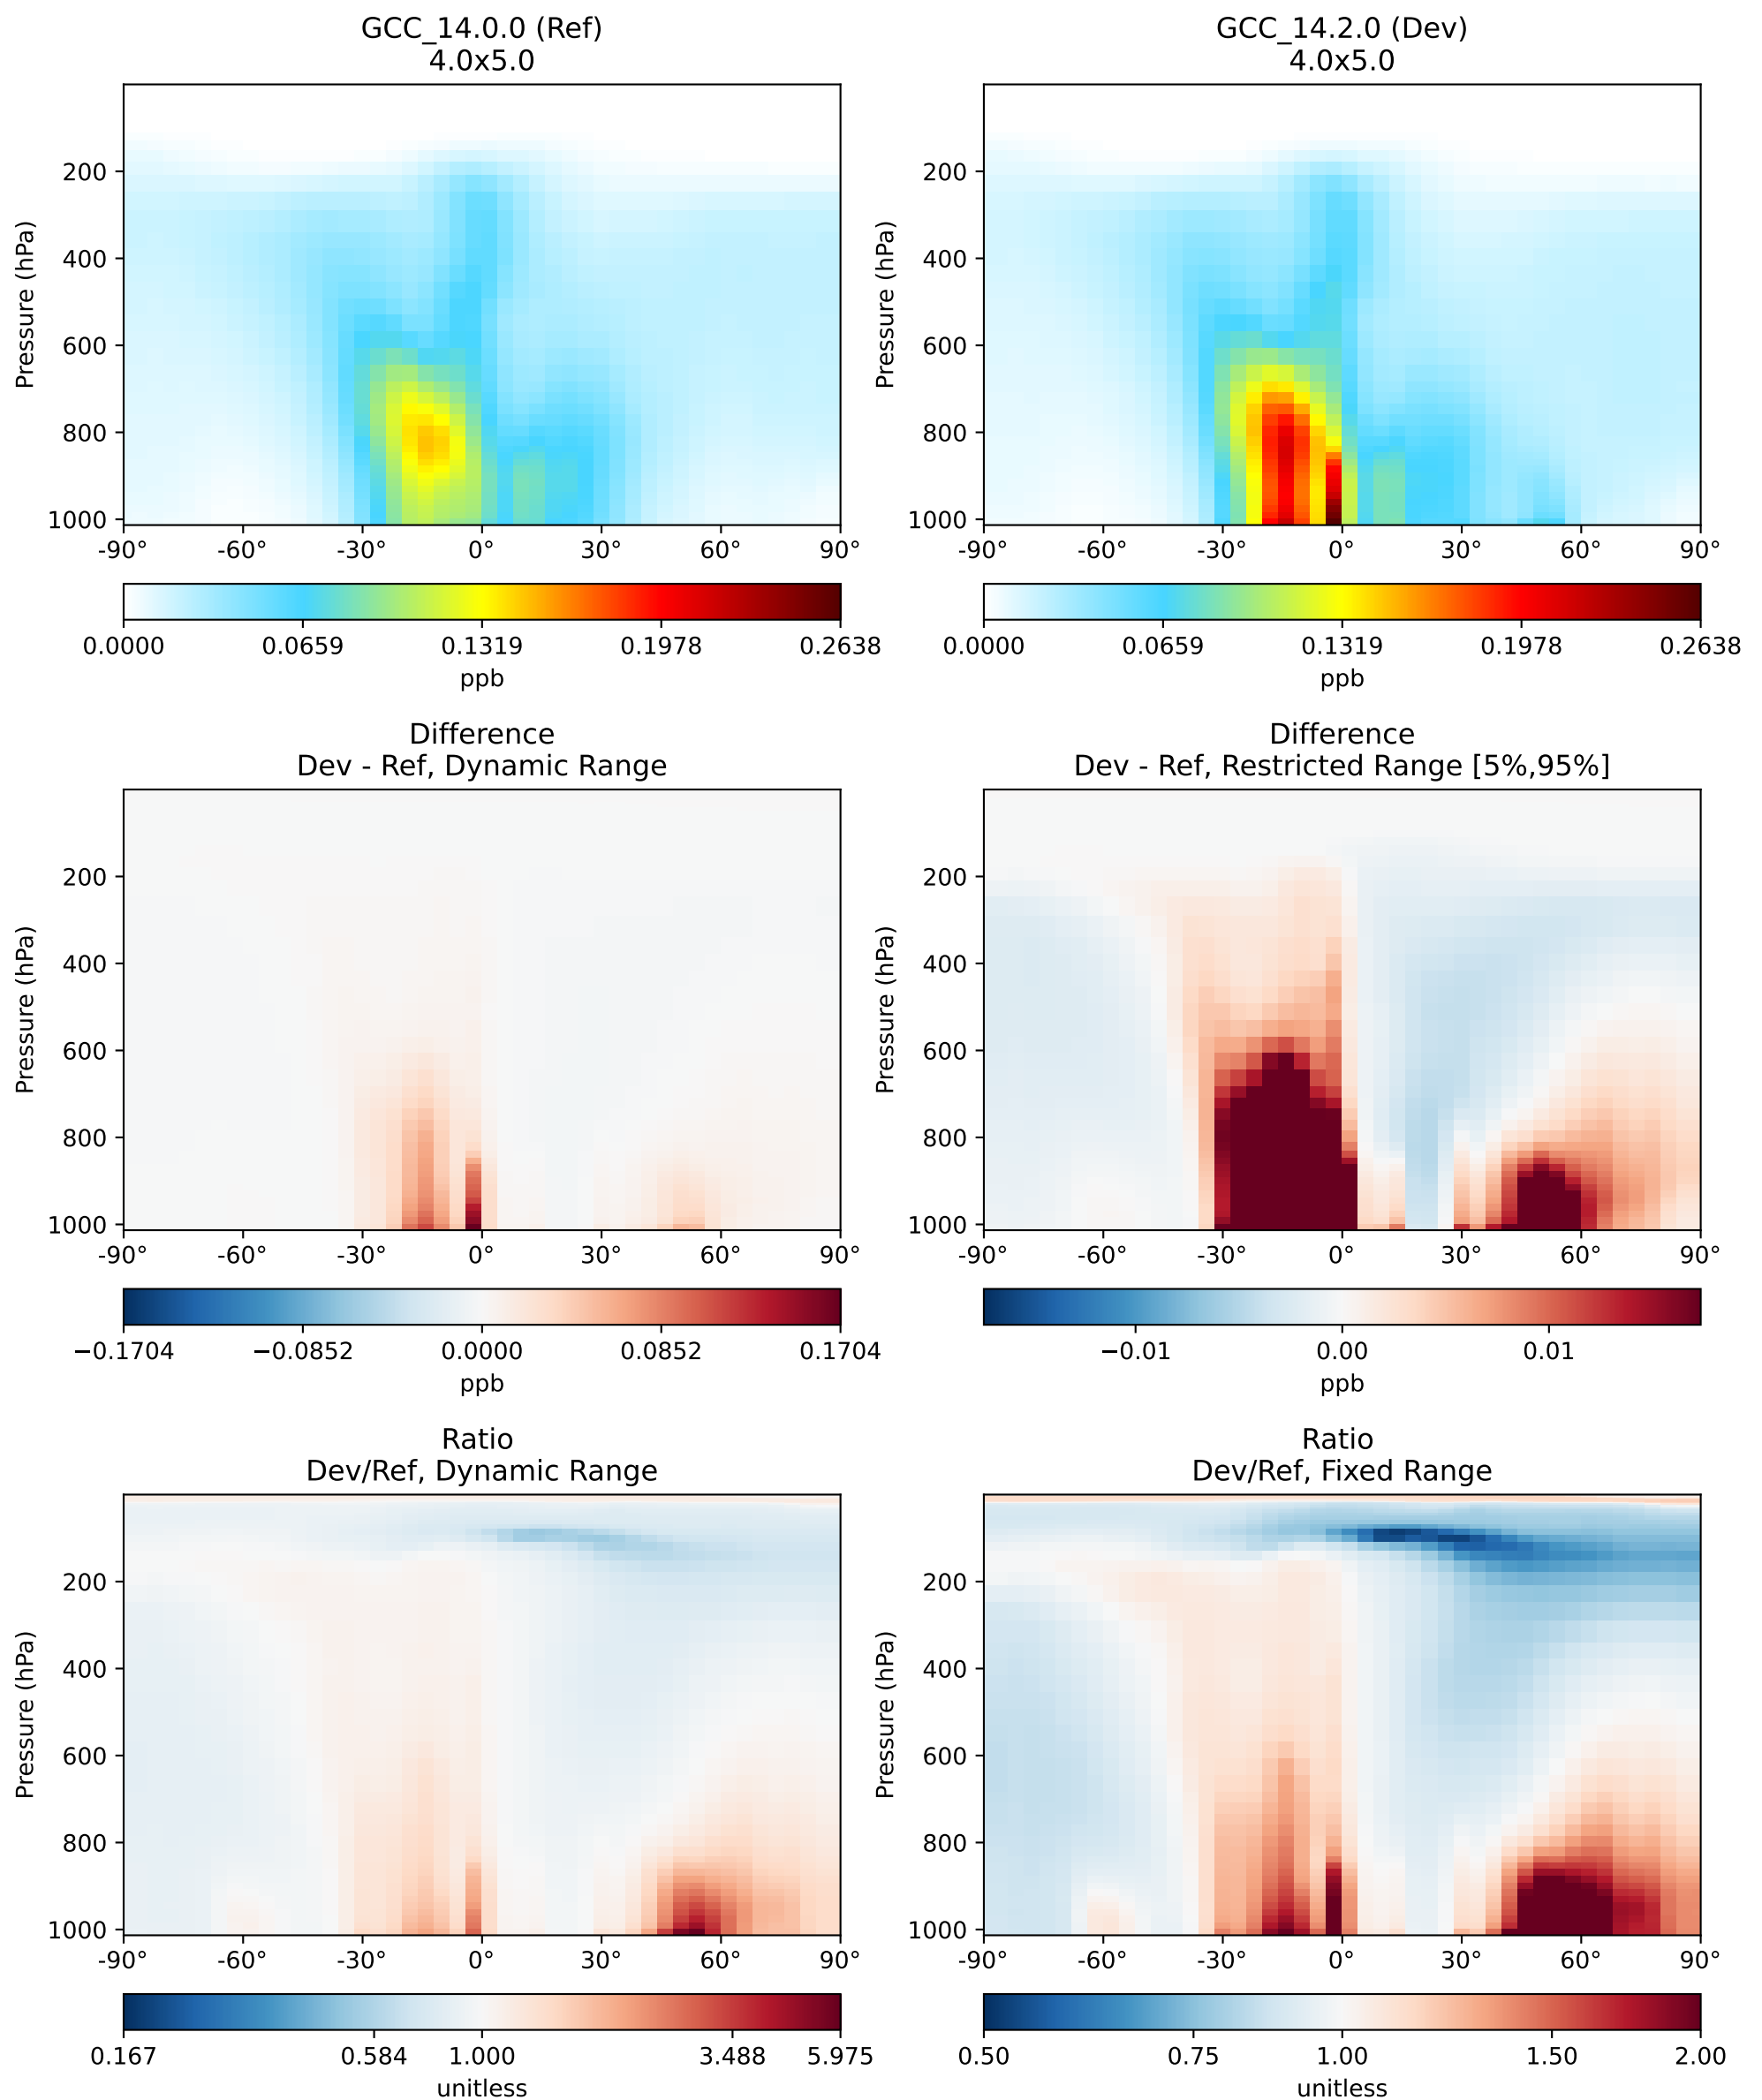 GCC_14.0.0 (Ref)
4.0x5.0
Pressure (hPa)
200
400
600
800
1000
-90° -60° -30° 0° 30° 60° 90°
0.0000 0.0659 0.1319 0.1978 0.2638
ppb
GCC_14.2.0 (Dev)
4.0x5.0
Pressure (hPa)
200
400
600
800
1000
-90° -60° -30° 0° 30° 60° 90°
0.0000 0.0659 0.1319 0.1978 0.2638
ppb
Difference
Dev - Ref, Dynamic Range
Pressure (hPa)
200
400
600
800
1000
-90° -60° -30° 0° 30° 60° 90°
−0.1704 −0.0852 0.0000 0.0852 0.1704
ppb
Difference
Dev - Ref, Restricted Range [5%,95%]
Pressure (hPa)
200
400
600
800
1000
-90° -60° -30° 0° 30° 60° 90°
−0.01 0.00 0.01
ppb
Ratio
Dev/Ref, Dynamic Range
Pressure (hPa)
200
400
600
800
1000
-90° -60° -30° 0° 30° 60° 90°
0.167 0.584 1.000 3.488 5.975
unitless
Ratio
Dev/Ref, Fixed Range
Pressure (hPa)
200
400
600
800
1000
-90° -60° -30° 0° 30° 60° 90°
0.50 0.75 1.00 1.50 2.00
unitless